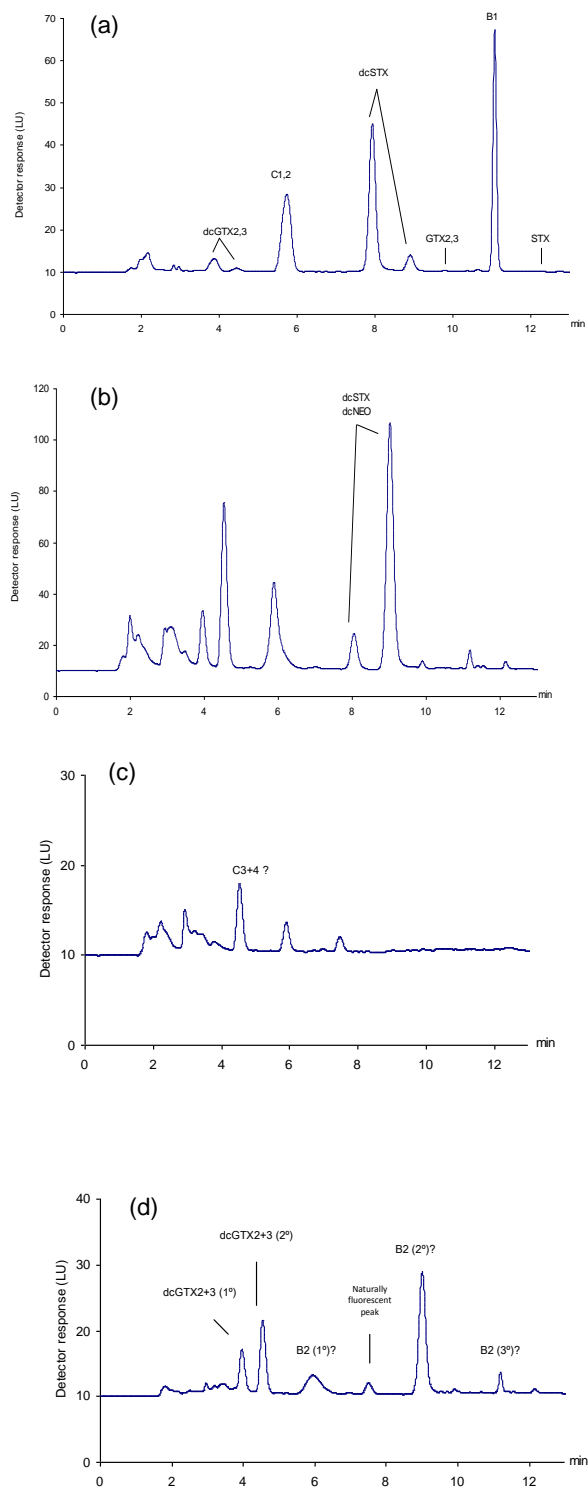 (a)
Detector response (LU)
70
60
50
40
30
20
10
0
dcGTX2,3
C1,2
dcSTX
GTX2,3
B1
STX
0
2
4
6
8
10
12
min
(b)
Detector response (LU)
120
100
80
60
40
20
0
dcSTX
dcNEO
0
2
4
6
8
10
12
min
(c)
Detector response (LU)
30
20
10
0
C3+4 ?
0
2
4
6
8
10
12
min
(d)
Detector response (LU)
40
30
20
10
0
dcGTX2+3 (2º)
dcGTX2+3 (1º)
B2 (1º)?
Naturally
fluorescent
peak
B2 (2º)?
B2 (3º)?
0
2
4
6
8
10
12
min